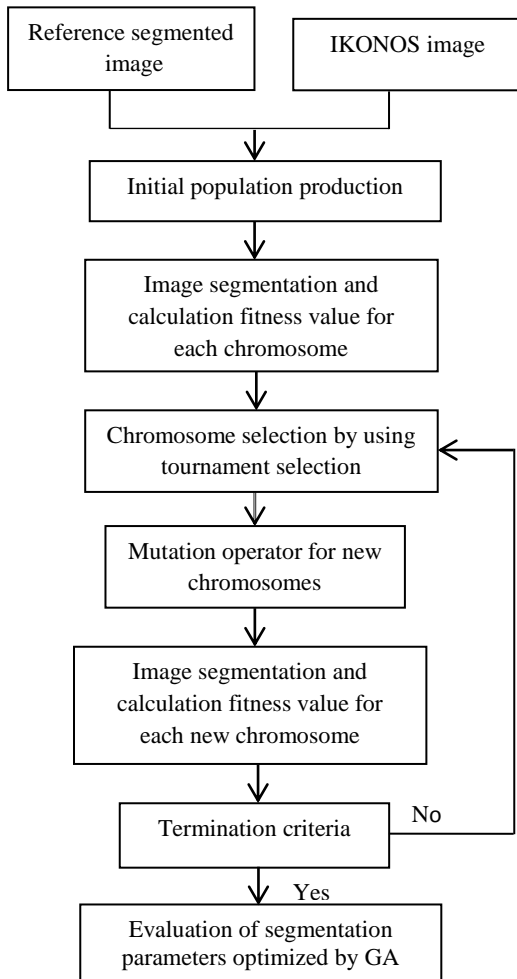 Reference segmented
image
IKONOS image
Initial population production
Image segmentation and
calculation fitness value for
each chromosome
Chromosome selection by using
tournament selection
Mutation operator for new
chromosomes
Image segmentation and
calculation fitness value for
each new chromosome
Termination criteria
No
Yes
Evaluation of segmentation
parameters optimized by GA